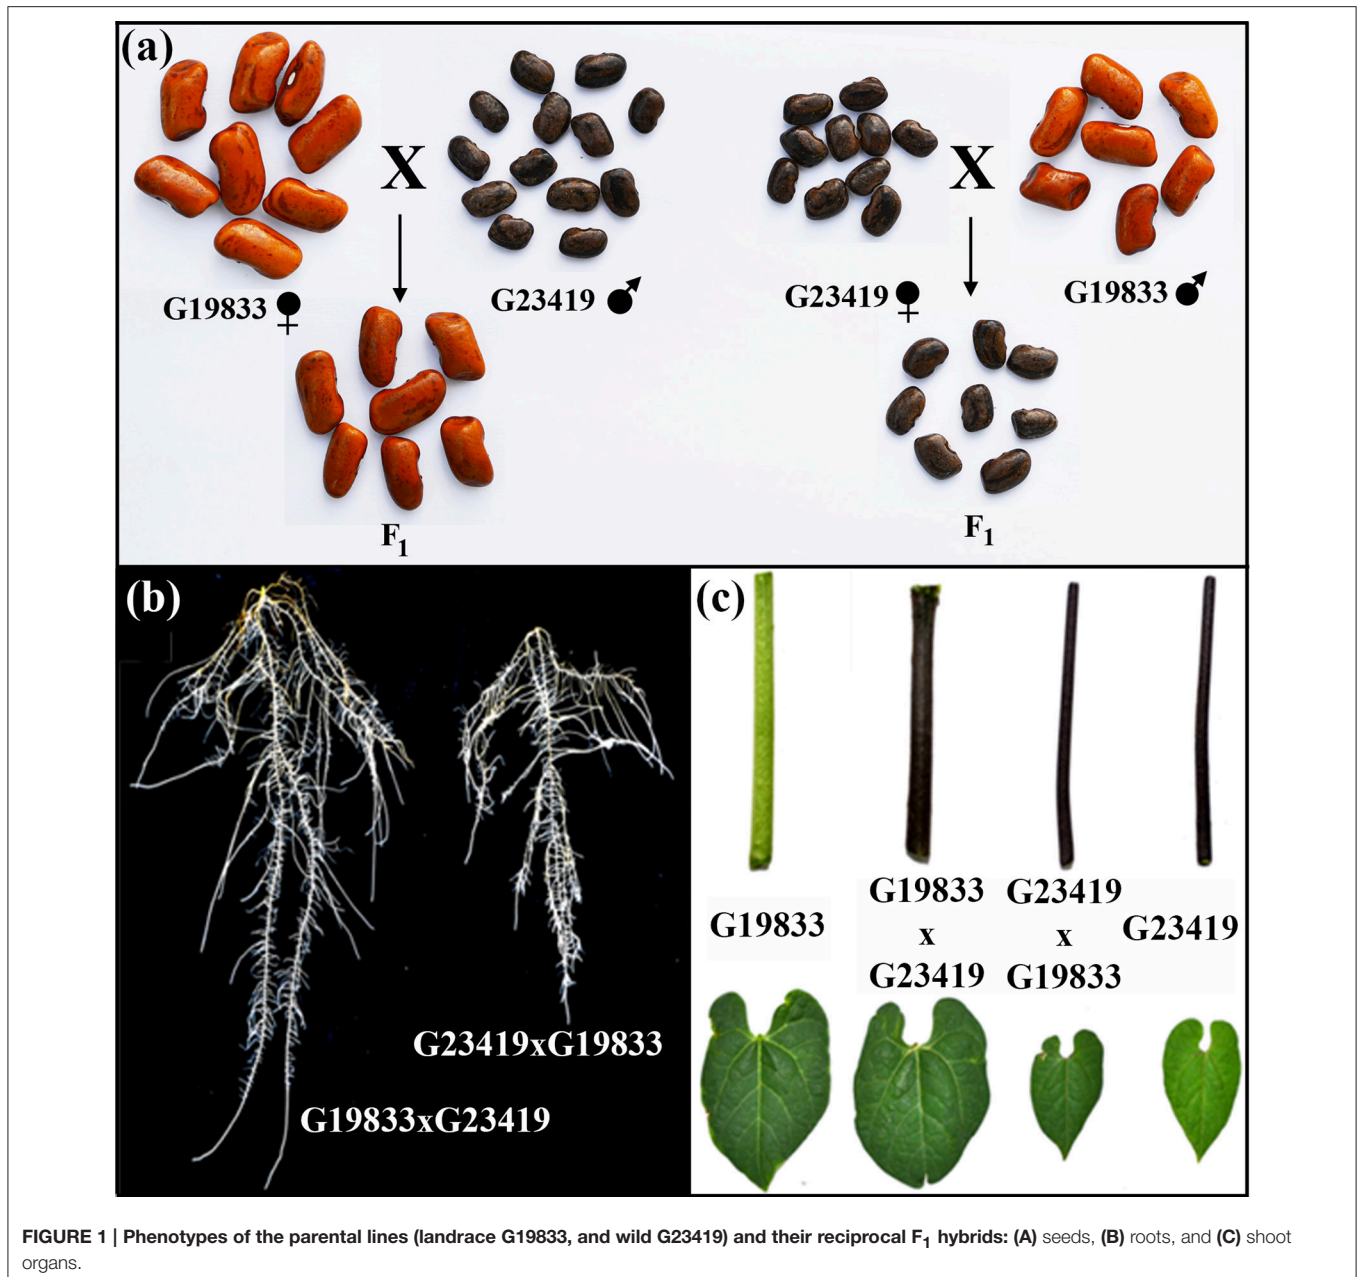 (a)
X
X
G19833 ♀
G23419 ♂
G23419 ♀
G19833 ♂
F1
F1
(b)
G23419xG19833
G19833xG23419
(c)
G19833
G19833
x
G23419
G23419
x
G19833
G23419
FIGURE 1 | Phenotypes of the parental lines (landrace G19833, and wild G23419) and their reciprocal F1 hybrids: (A) seeds, (B) roots, and (C) shoot
organs.